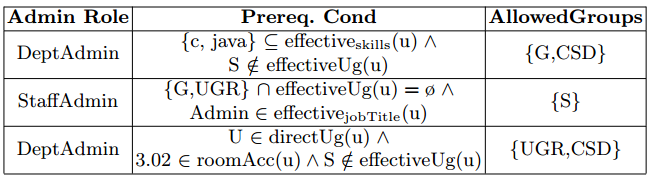 Admin Role Prereq. Cond AllowedGroups
DeptAdmin {c, java} ⊆ effective_skills(u) ∧ {G,CSD}
S ∉ effectiveUg(u)
StaffAdmin {G,UGR} ∩ effectiveUg(u) = ø ∧ {S}
Admin ∈ effective_jobTitle(u)
DeptAdmin U ∈ directUg(u) ∧ {UGR,CSD}
3.02 ∈ roomAcc(u) ∧ S ∉ effectiveUg(u)